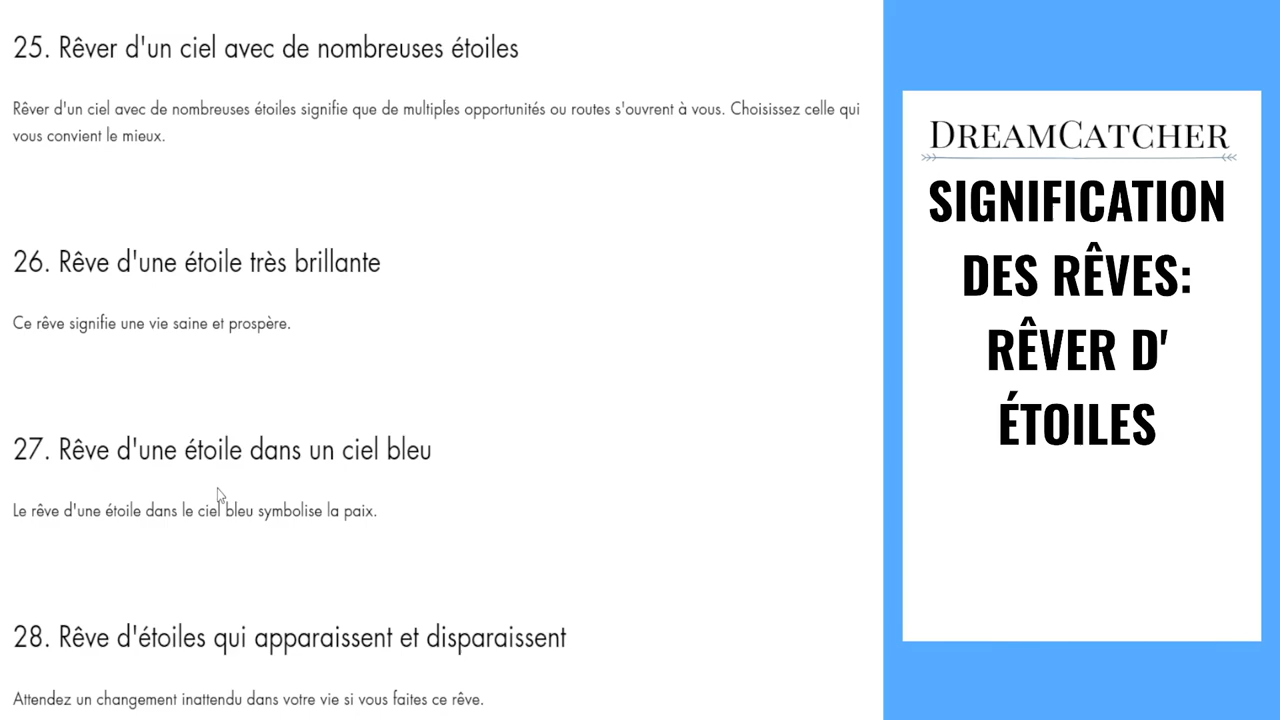 25. Rêver d'un ciel avec de nombreuses étoiles
Rêver d'un ciel avec de nombreuses étoiles signifie que de multiples opportunités ou routes s'ouvrent à vous. Choisissez celle qui
vous convient le mieux.
26. Rêve d'une étoile très brillante
Ce rêve signifie une vie saine et prospère.
27. Rêve d'une étoile dans un ciel bleu
Le rêve d'une étoile dans le ciel bleu symbolise la paix.
28. Rêve d'étoiles qui apparaissent et disparaissent
Attendez un changement inattendu dans votre vie si vous faites ce rêve.
DREAMCATCHER
SIGNIFICATION
DES RÊVES:
RÊVER D'
ÉTOILES